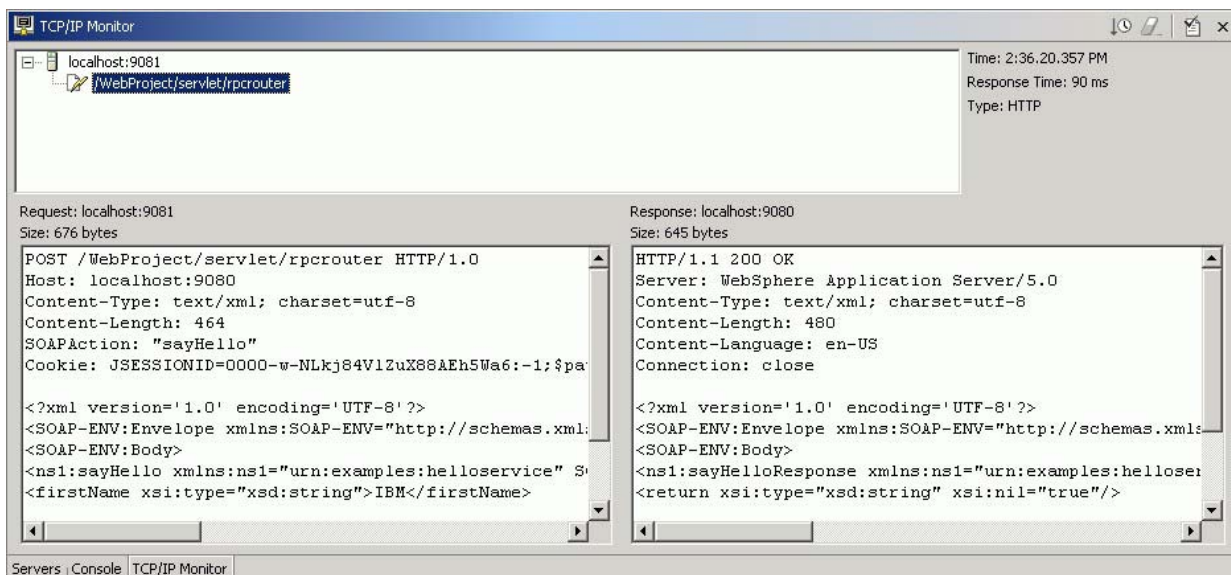 TCP/IP Monitor
localhost:9081
/WebProject/servlet/rpcrouter
Time: 2:36.20.357 PM
Response Time: 90 ms
Type: HTTP
Request: localhost:9081
Size: 676 bytes
POST /WebProject/servlet/rpcrouter HTTP/1.0
Host: localhost:9080
Content-Type: text/xml; charset=utf-8
Content-Length: 464
SOAPAction: "sayHello"
Cookie: JSESSIONID=0000-w-NLkj84VlZuX88AEh5Wa6:-1;$pa
<?xml version='1.0' encoding='UTF-8'?>
<SOAP-ENV:Envelope xmlns:SOAP-ENV="http://schemas.xml
<SOAP-ENV:Body>
<ns1:sayHello xmlns:ns1="urn:examples:helloservice" S
<firstName xsi:type="xsd:string">IBM</firstName>
Response: localhost:9080
Size: 645 bytes
HTTP/1.1 200 OK
Server: WebSphere Application Server/5.0
Content-Type: text/xml; charset=utf-8
Content-Length: 480
Content-Language: en-US
Connection: close
<?xml version='1.0' encoding='UTF-8'?>
<SOAP-ENV:Envelope xmlns:SOAP-ENV="http://schemas.xmls
<SOAP-ENV:Body>
<ns1:sayHelloResponse xmlns:ns1="urn:examples:helloser
<return xsi:type="xsd:string" xsi:nil="true"/>
Servers Console TCP/IP Monitor